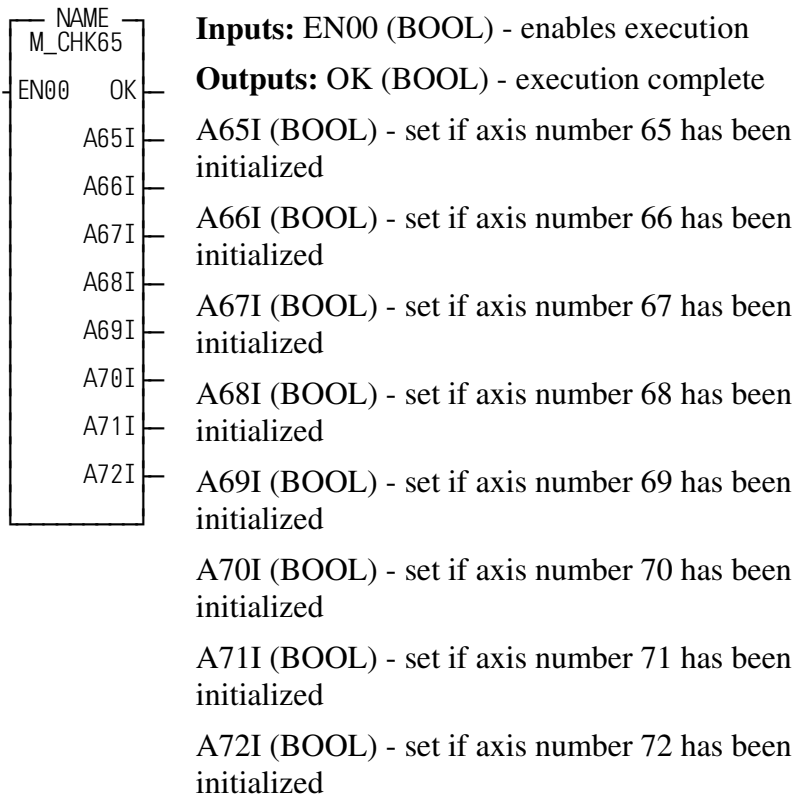 NAME
M_CHK65
EN00 OK
A65I
A66I
A67I
A68I
A69I
A70I
A71I
A72I
Inputs: EN00 (BOOL) - enables execution
Outputs: OK (BOOL) - execution complete
A65I (BOOL) - set if axis number 65 has been
initialized
A66I (BOOL) - set if axis number 66 has been
initialized
A67I (BOOL) - set if axis number 67 has been
initialized
A68I (BOOL) - set if axis number 68 has been
initialized
A69I (BOOL) - set if axis number 69 has been
initialized
A70I (BOOL) - set if axis number 70 has been
initialized
A71I (BOOL) - set if axis number 71 has been
initialized
A72I (BOOL) - set if axis number 72 has been
initialized